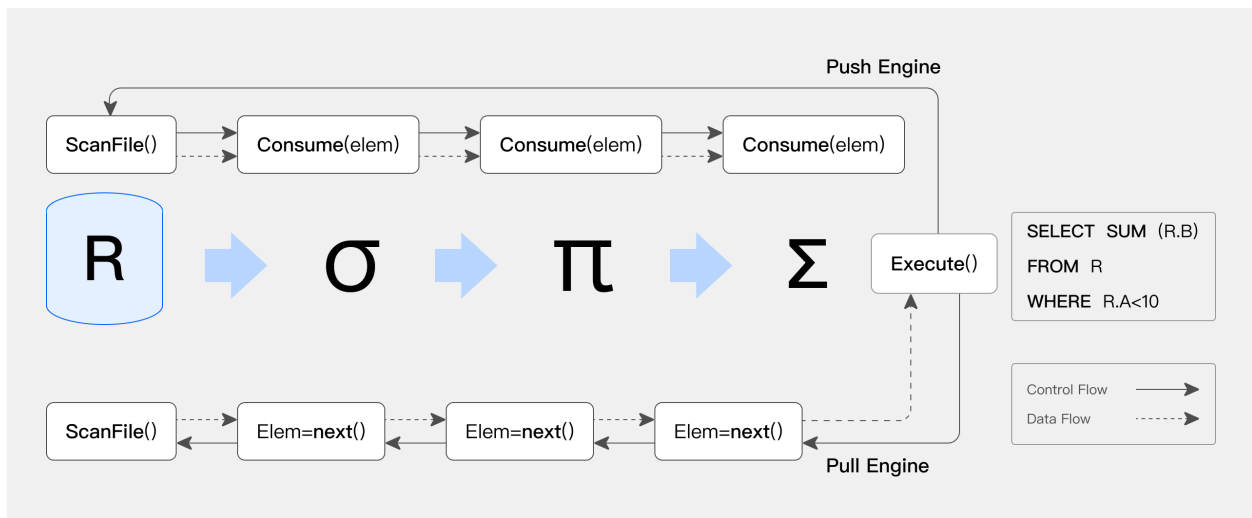 Push Engine
ScanFile()
Consume(elem)
Consume(elem)
Consume(elem)
R
σ
π
Σ
Execute()
SELECT SUM (R.B)
FROM R
WHERE R.A<10
Control Flow
Data Flow
ScanFile()
Elem=next()
Elem=next()
Elem=next()
Pull Engine